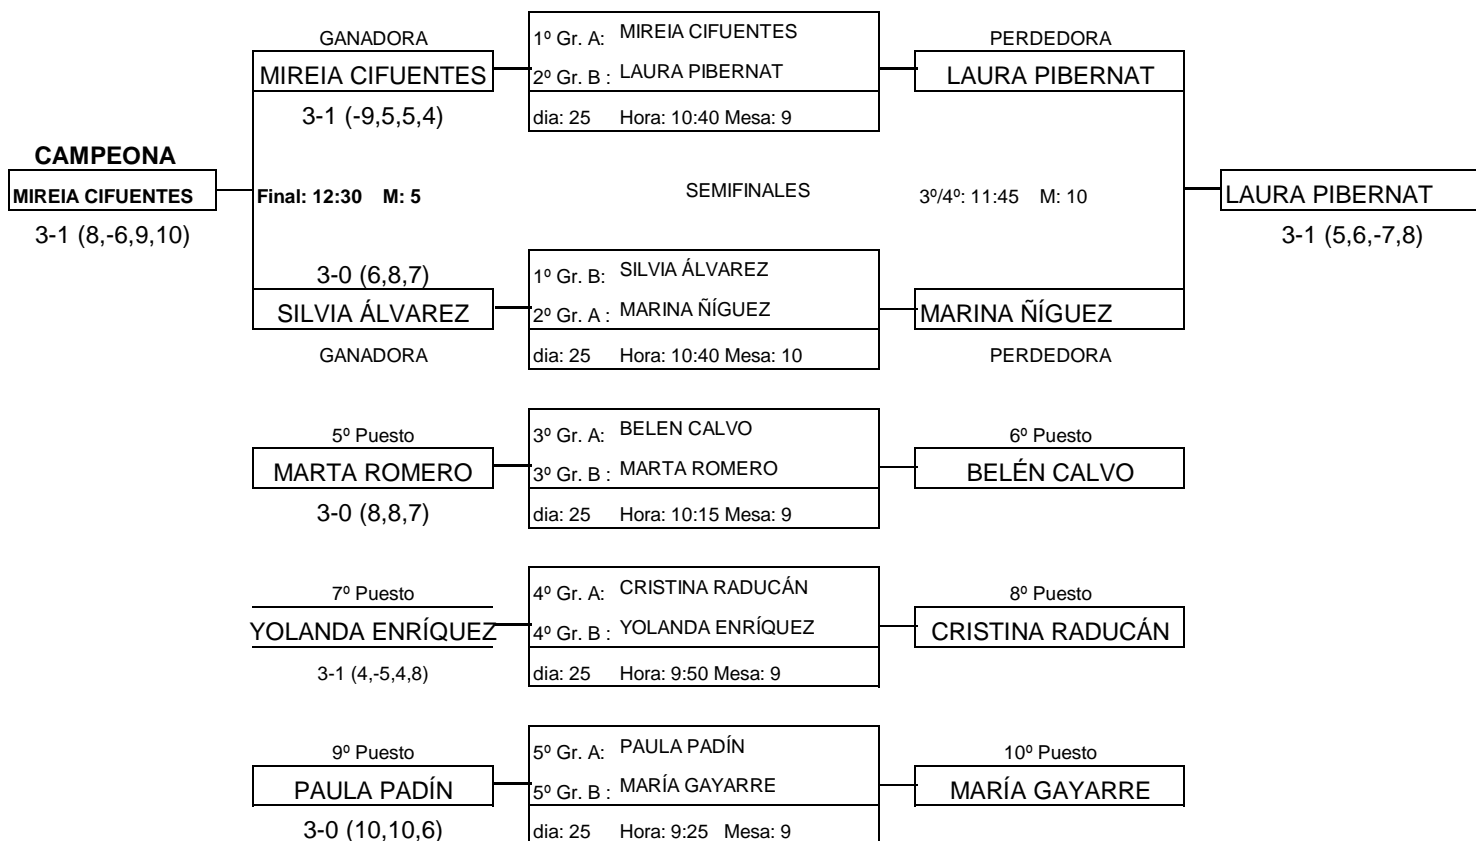 GANADORA
1º Gr. A: MIREIA CIFUENTES
PERDEDORA
MIREIA CIFUENTES
2º Gr. B : LAURA PIBERNAT
LAURA PIBERNAT
3-1 (-9,5,5,4)
dia: 25 Hora: 10:40 Mesa: 9
CAMPEONA
MIREIA CIFUENTES
Final: 12:30 M: 5
SEMIFINALES
3º/4º: 11:45 M: 10
LAURA PIBERNAT
3-1 (8,-6,9,10)
3-1 (5,6,-7,8)
3-0 (6,8,7)
1º Gr. B: SILVIA ÁLVAREZ
SILVIA ÁLVAREZ
2º Gr. A : MARINA ÑÍGUEZ
MARINA ÑÍGUEZ
GANADORA
dia: 25 Hora: 10:40 Mesa: 10
PERDEDORA
5º Puesto
3º Gr. A: BELEN CALVO
6º Puesto
MARTA ROMERO
3º Gr. B : MARTA ROMERO
BELÉN CALVO
3-0 (8,8,7)
dia: 25 Hora: 10:15 Mesa: 9
7º Puesto
4º Gr. A: CRISTINA RADUCÁN
8º Puesto
YOLANDA ENRÍQUEZ
4º Gr. B : YOLANDA ENRÍQUEZ
CRISTINA RADUCÁN
3-1 (4,-5,4,8)
dia: 25 Hora: 9:50 Mesa: 9
9º Puesto
5º Gr. A: PAULA PADÍN
10º Puesto
PAULA PADÍN
5º Gr. B : MARÍA GAYARRE
MARÍA GAYARRE
3-0 (10,10,6)
dia: 25 Hora: 9:25 Mesa: 9